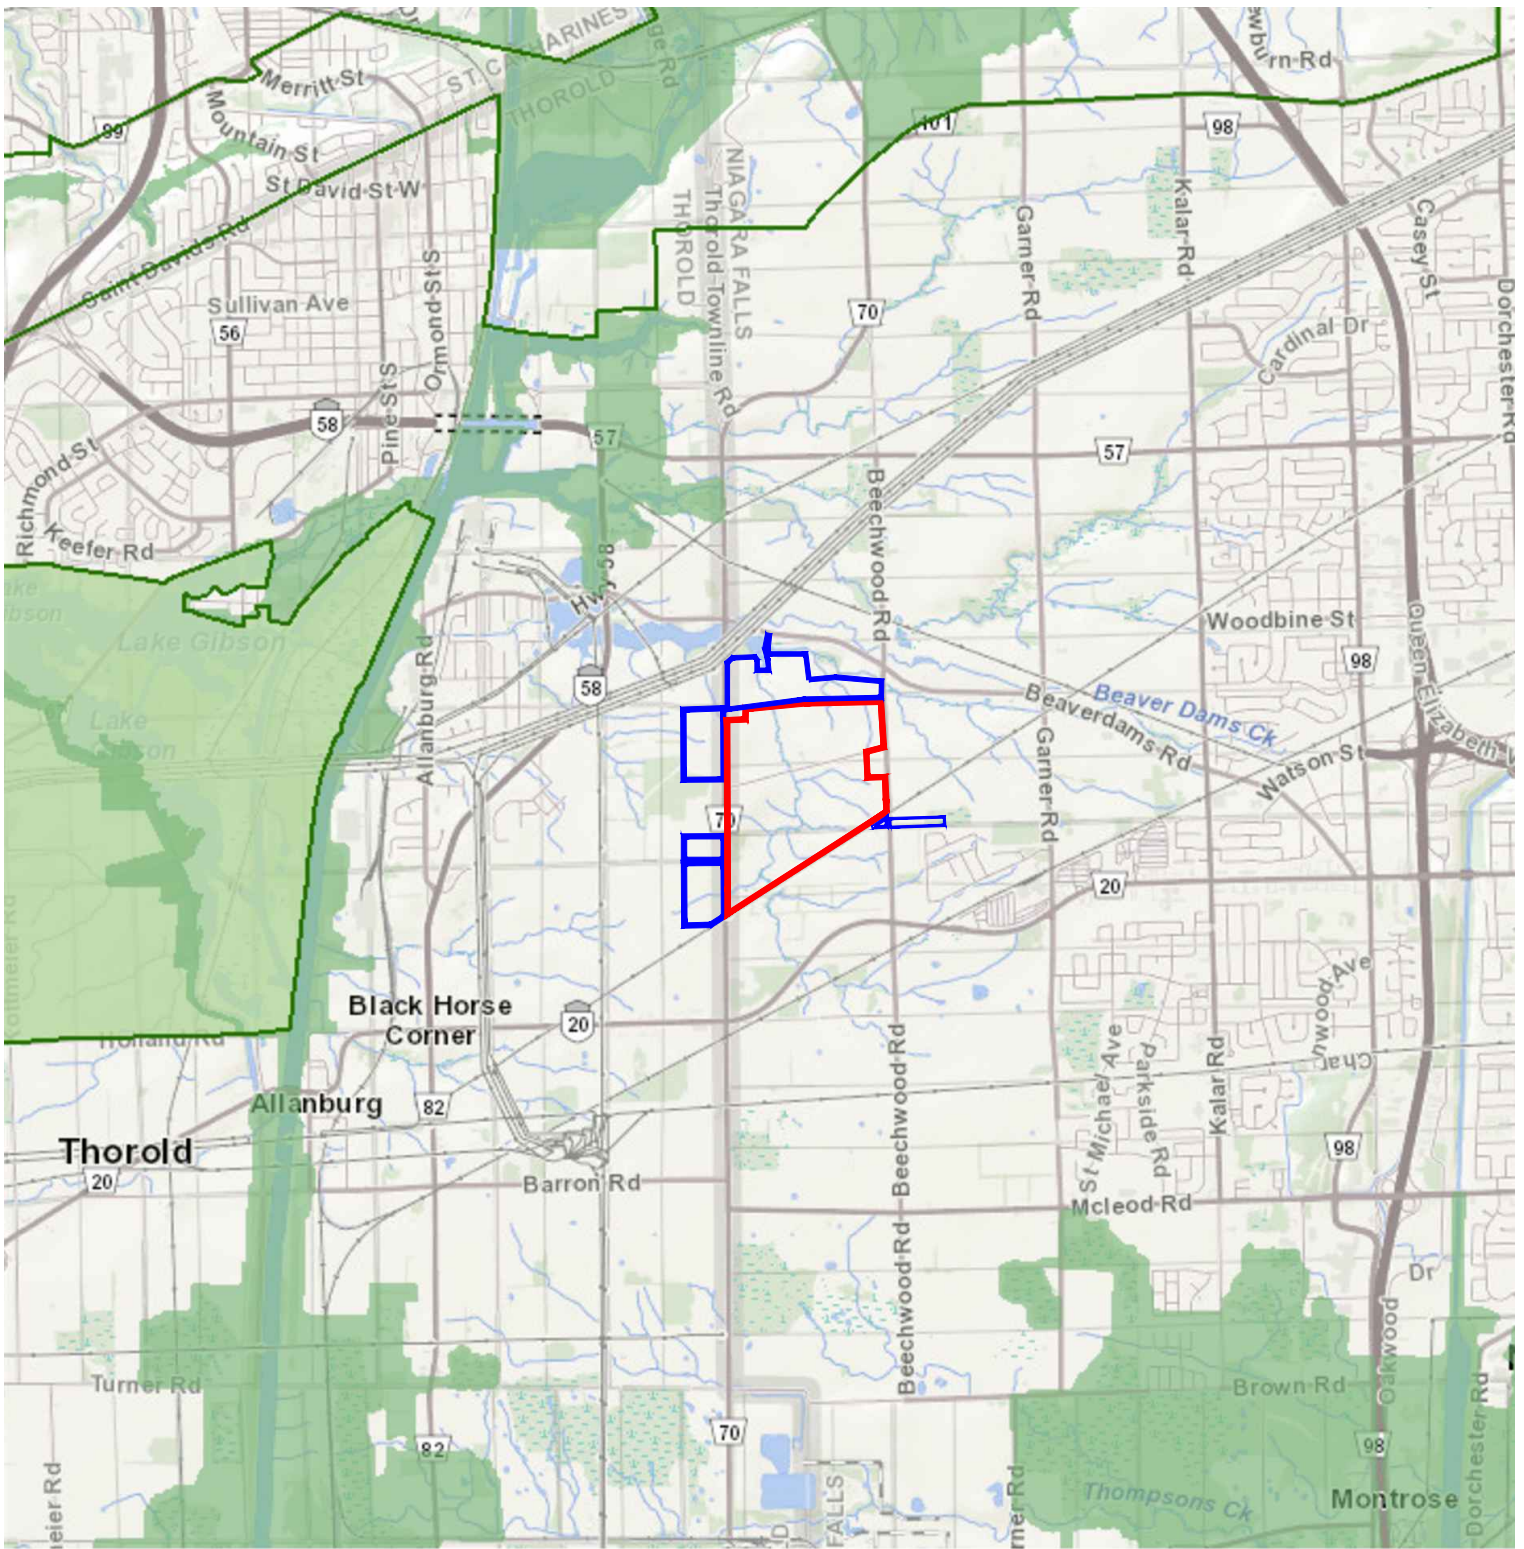 ST. CATHARINES
THOROLD
Merritt St
89
Mountain St
101
98
rn Rd
St David St W
NIAGARA FALLS
THOROLD
Thorold Townline Rd
Garner Rd
Kalar Rd
Casey St
Saint Davids Rd
Sullivan Ave
56
Ormond St S
70
Cardinal Dr
Dorchester Rd
58
Pine St S
57
57
Richmond St
Keefer Rd
Beechwood Rd
Hwy 58
Lake Gibson
Woodbine St
98
58
Allanburg Rd
Lake
Gibson
Beaver Dams Ck
Beaverdams Rd
Queen Elizabeth
Garner Rd
Watson St
70
20
Black Horse
Corner
20
Holland Rd
Beechwood Rd
St Michael Ave
Parkside Rd
Kalar Rd
Allanburg
82
Thorold
20
98
Barron Rd
Mcleod Rd
Beechwood Rd
Dr
Oakwood
Turner Rd
Brown Rd
Dorchester Rd
70
82
98
FALLS
Thompsons Ck
Montrose